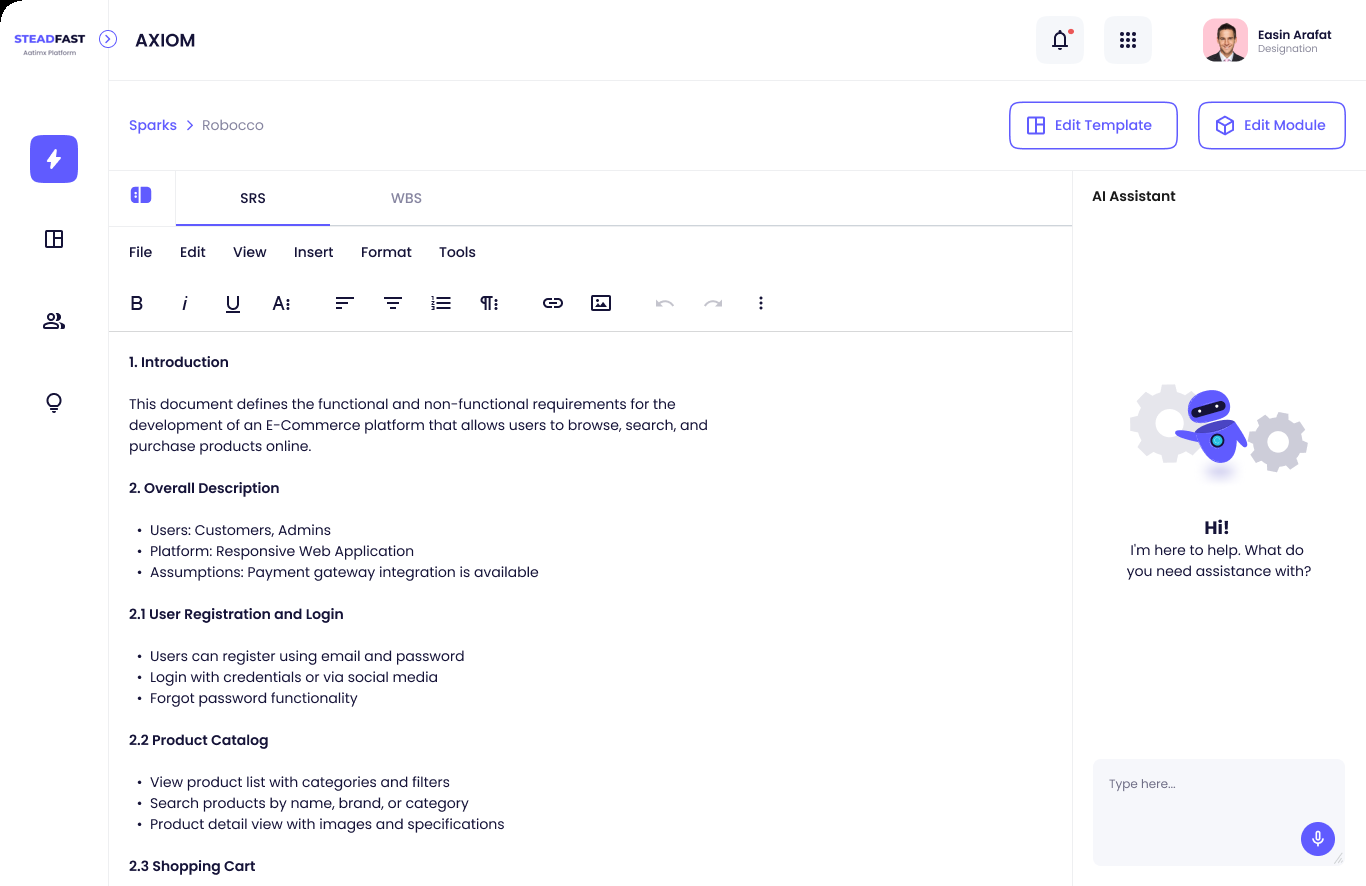 STEADFAST
Aatimx Platform
AXIOM
Easin Arafat
Designation
Sparks > Robocco
Edit Template
Edit Module
SRS
WBS
AI Assistant
File Edit View Insert Format Tools
B i U A
1. Introduction
This document defines the functional and non-functional requirements for the
development of an E-Commerce platform that allows users to browse, search, and
purchase products online.
2. Overall Description
• Users: Customers, Admins
• Platform: Responsive Web Application
• Assumptions: Payment gateway integration is available
2.1 User Registration and Login
• Users can register using email and password
• Login with credentials or via social media
• Forgot password functionality
2.2 Product Catalog
• View product list with categories and filters
• Search products by name, brand, or category
• Product detail view with images and specifications
2.3 Shopping Cart
Hi!
I'm here to help. What do
you need assistance with?
Type here...